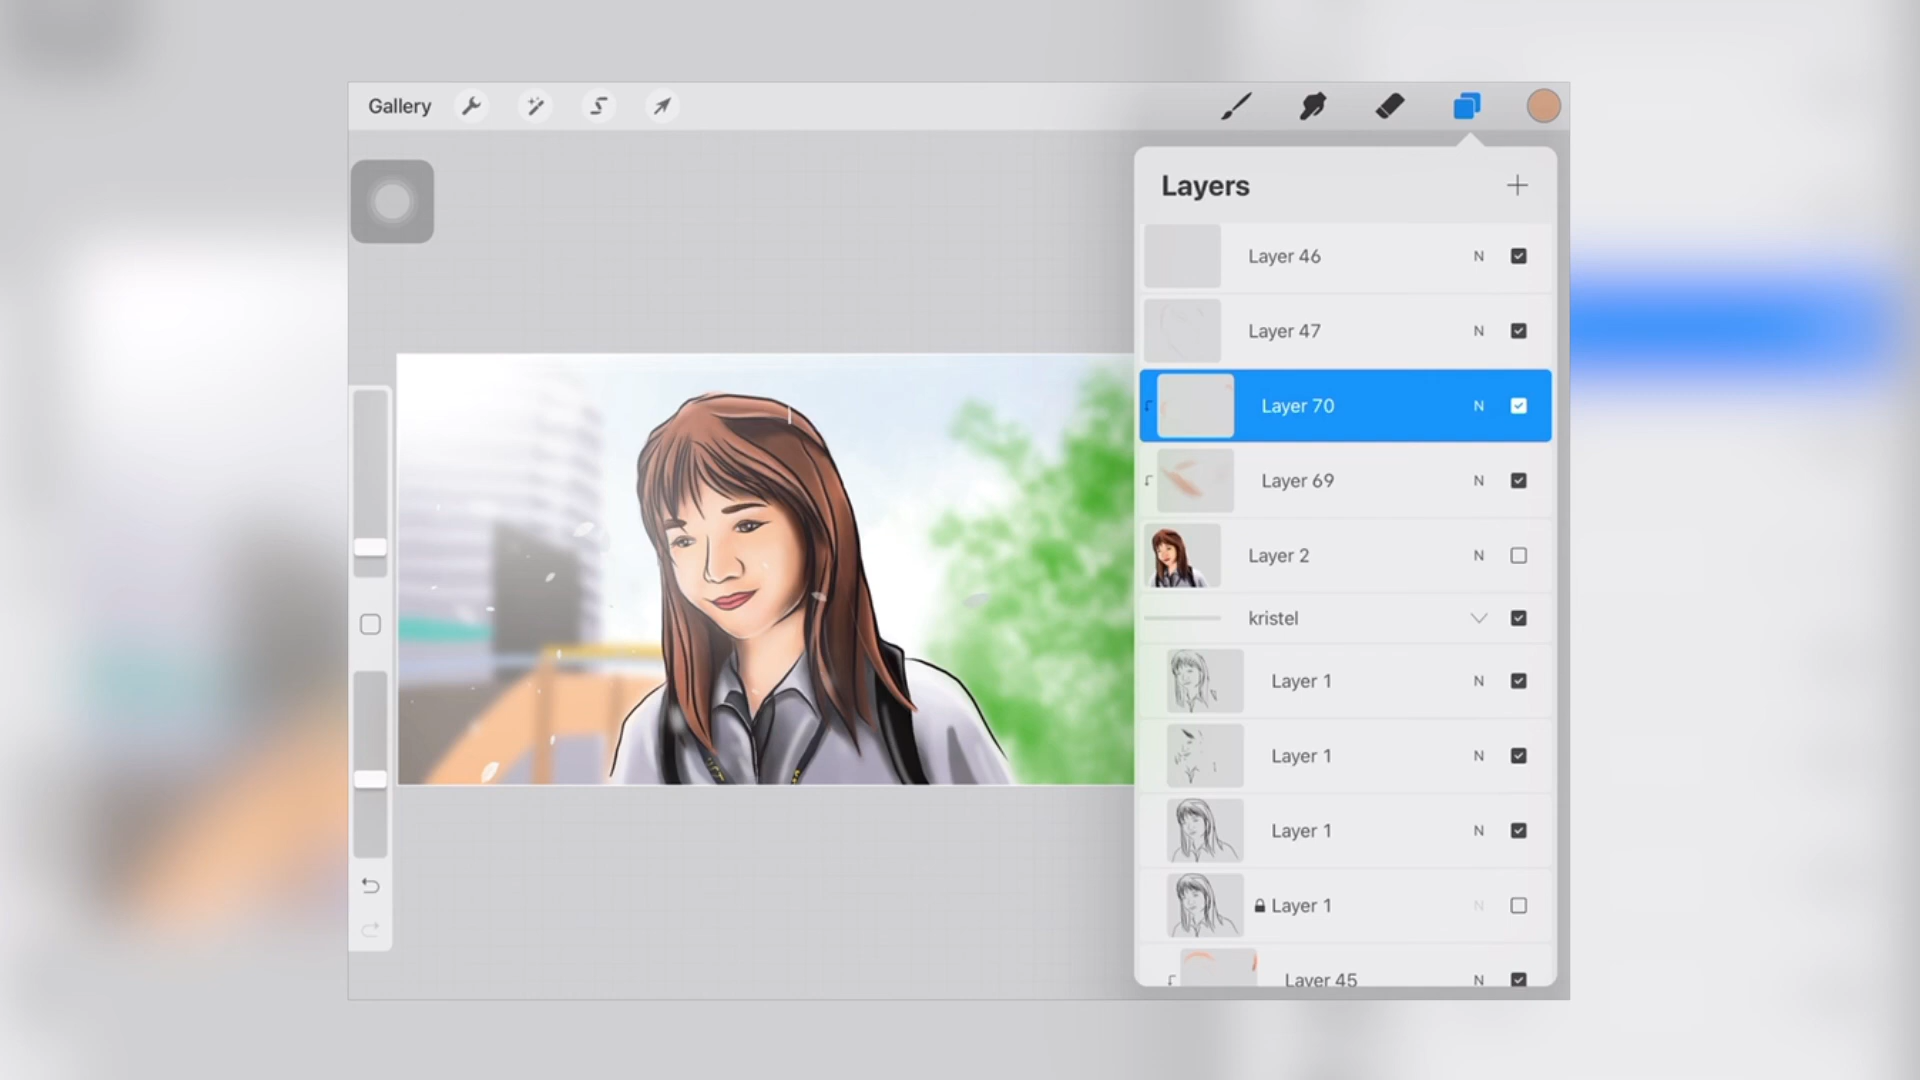 Gallery
Layers
Layer 46 N
Layer 47 N
Layer 70 N
Layer 69 N
Layer 2 N
kristel
Layer 1 N
Layer 1 N
Layer 1 N
Layer 1 N
Layer 45 N